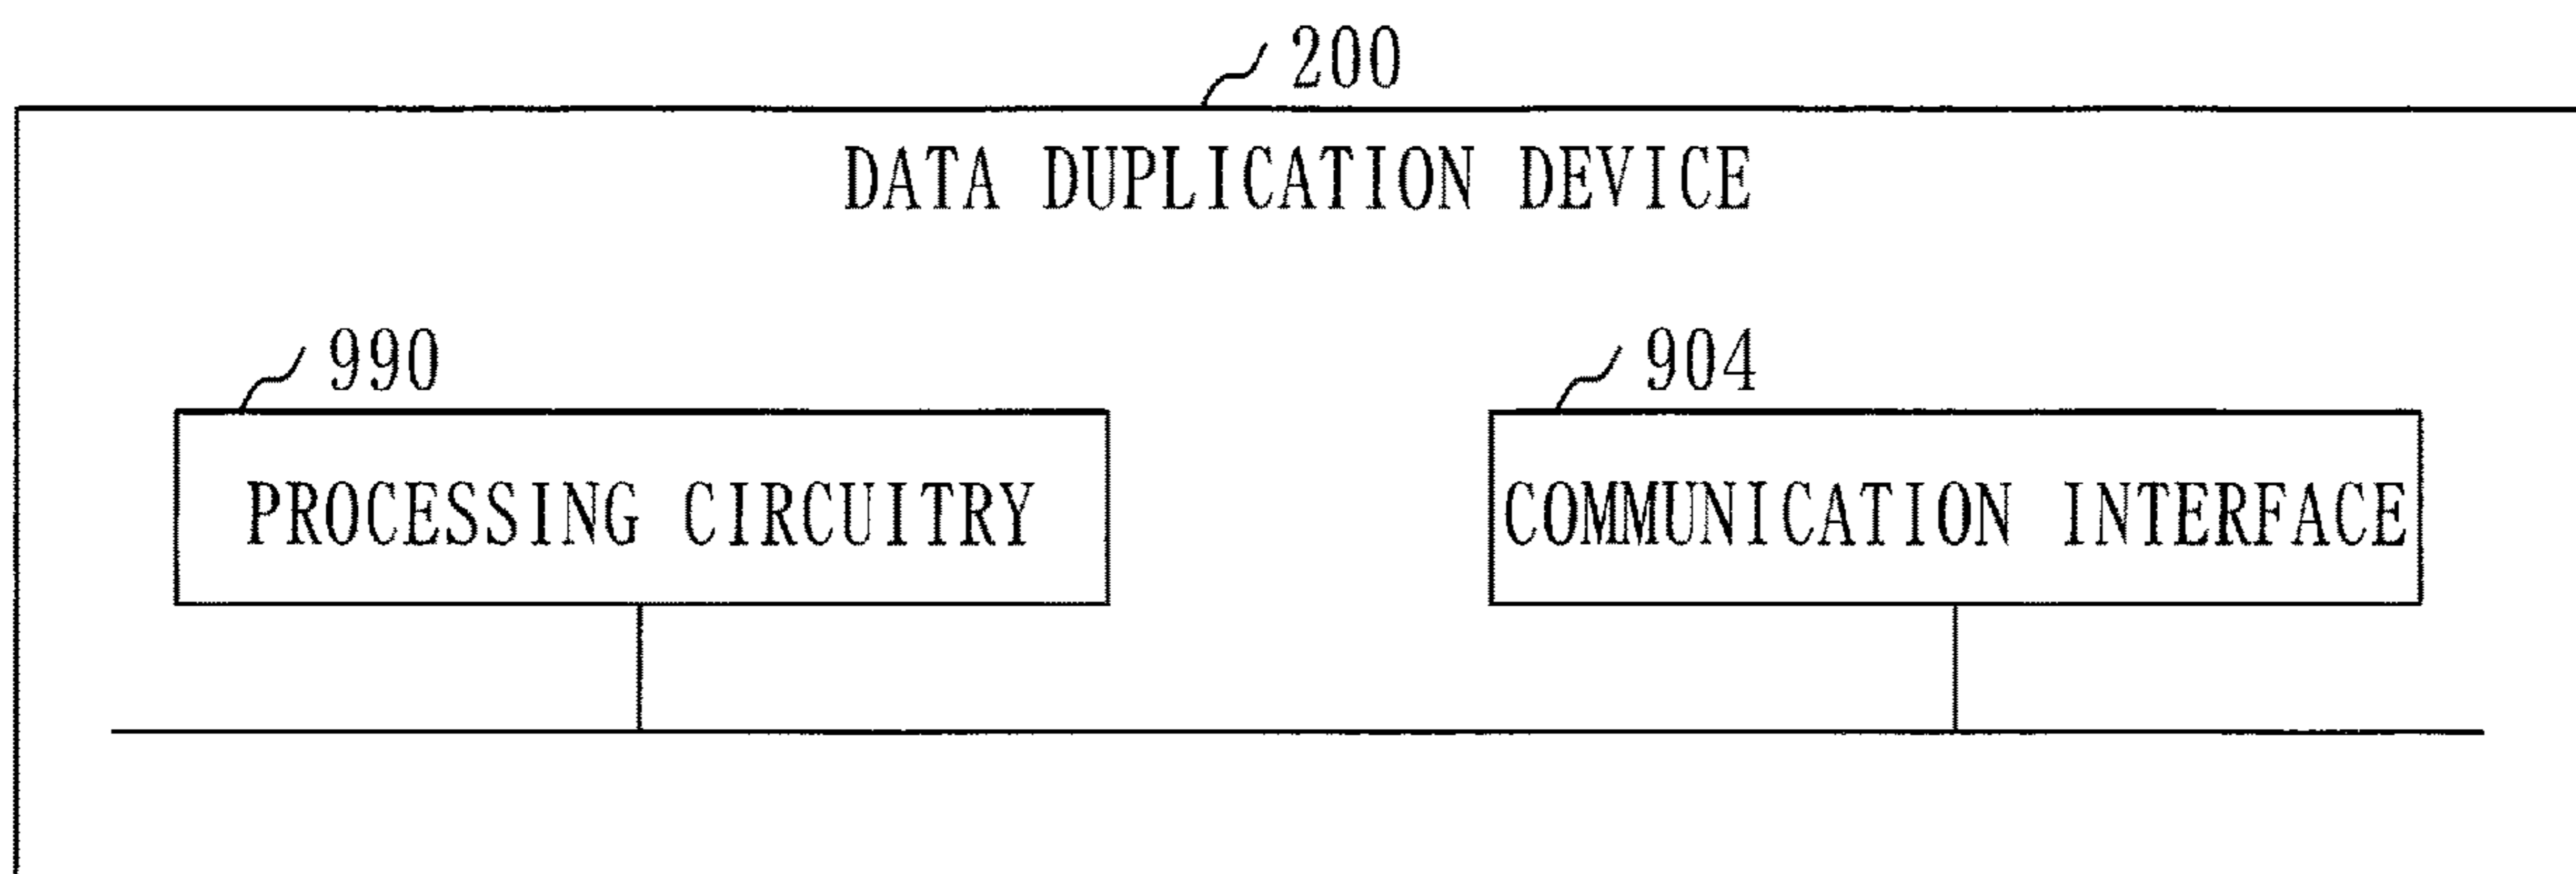 200
DATA DUPLICATION DEVICE
990
904
PROCESSING CIRCUITRY
COMMUNICATION INTERFACE